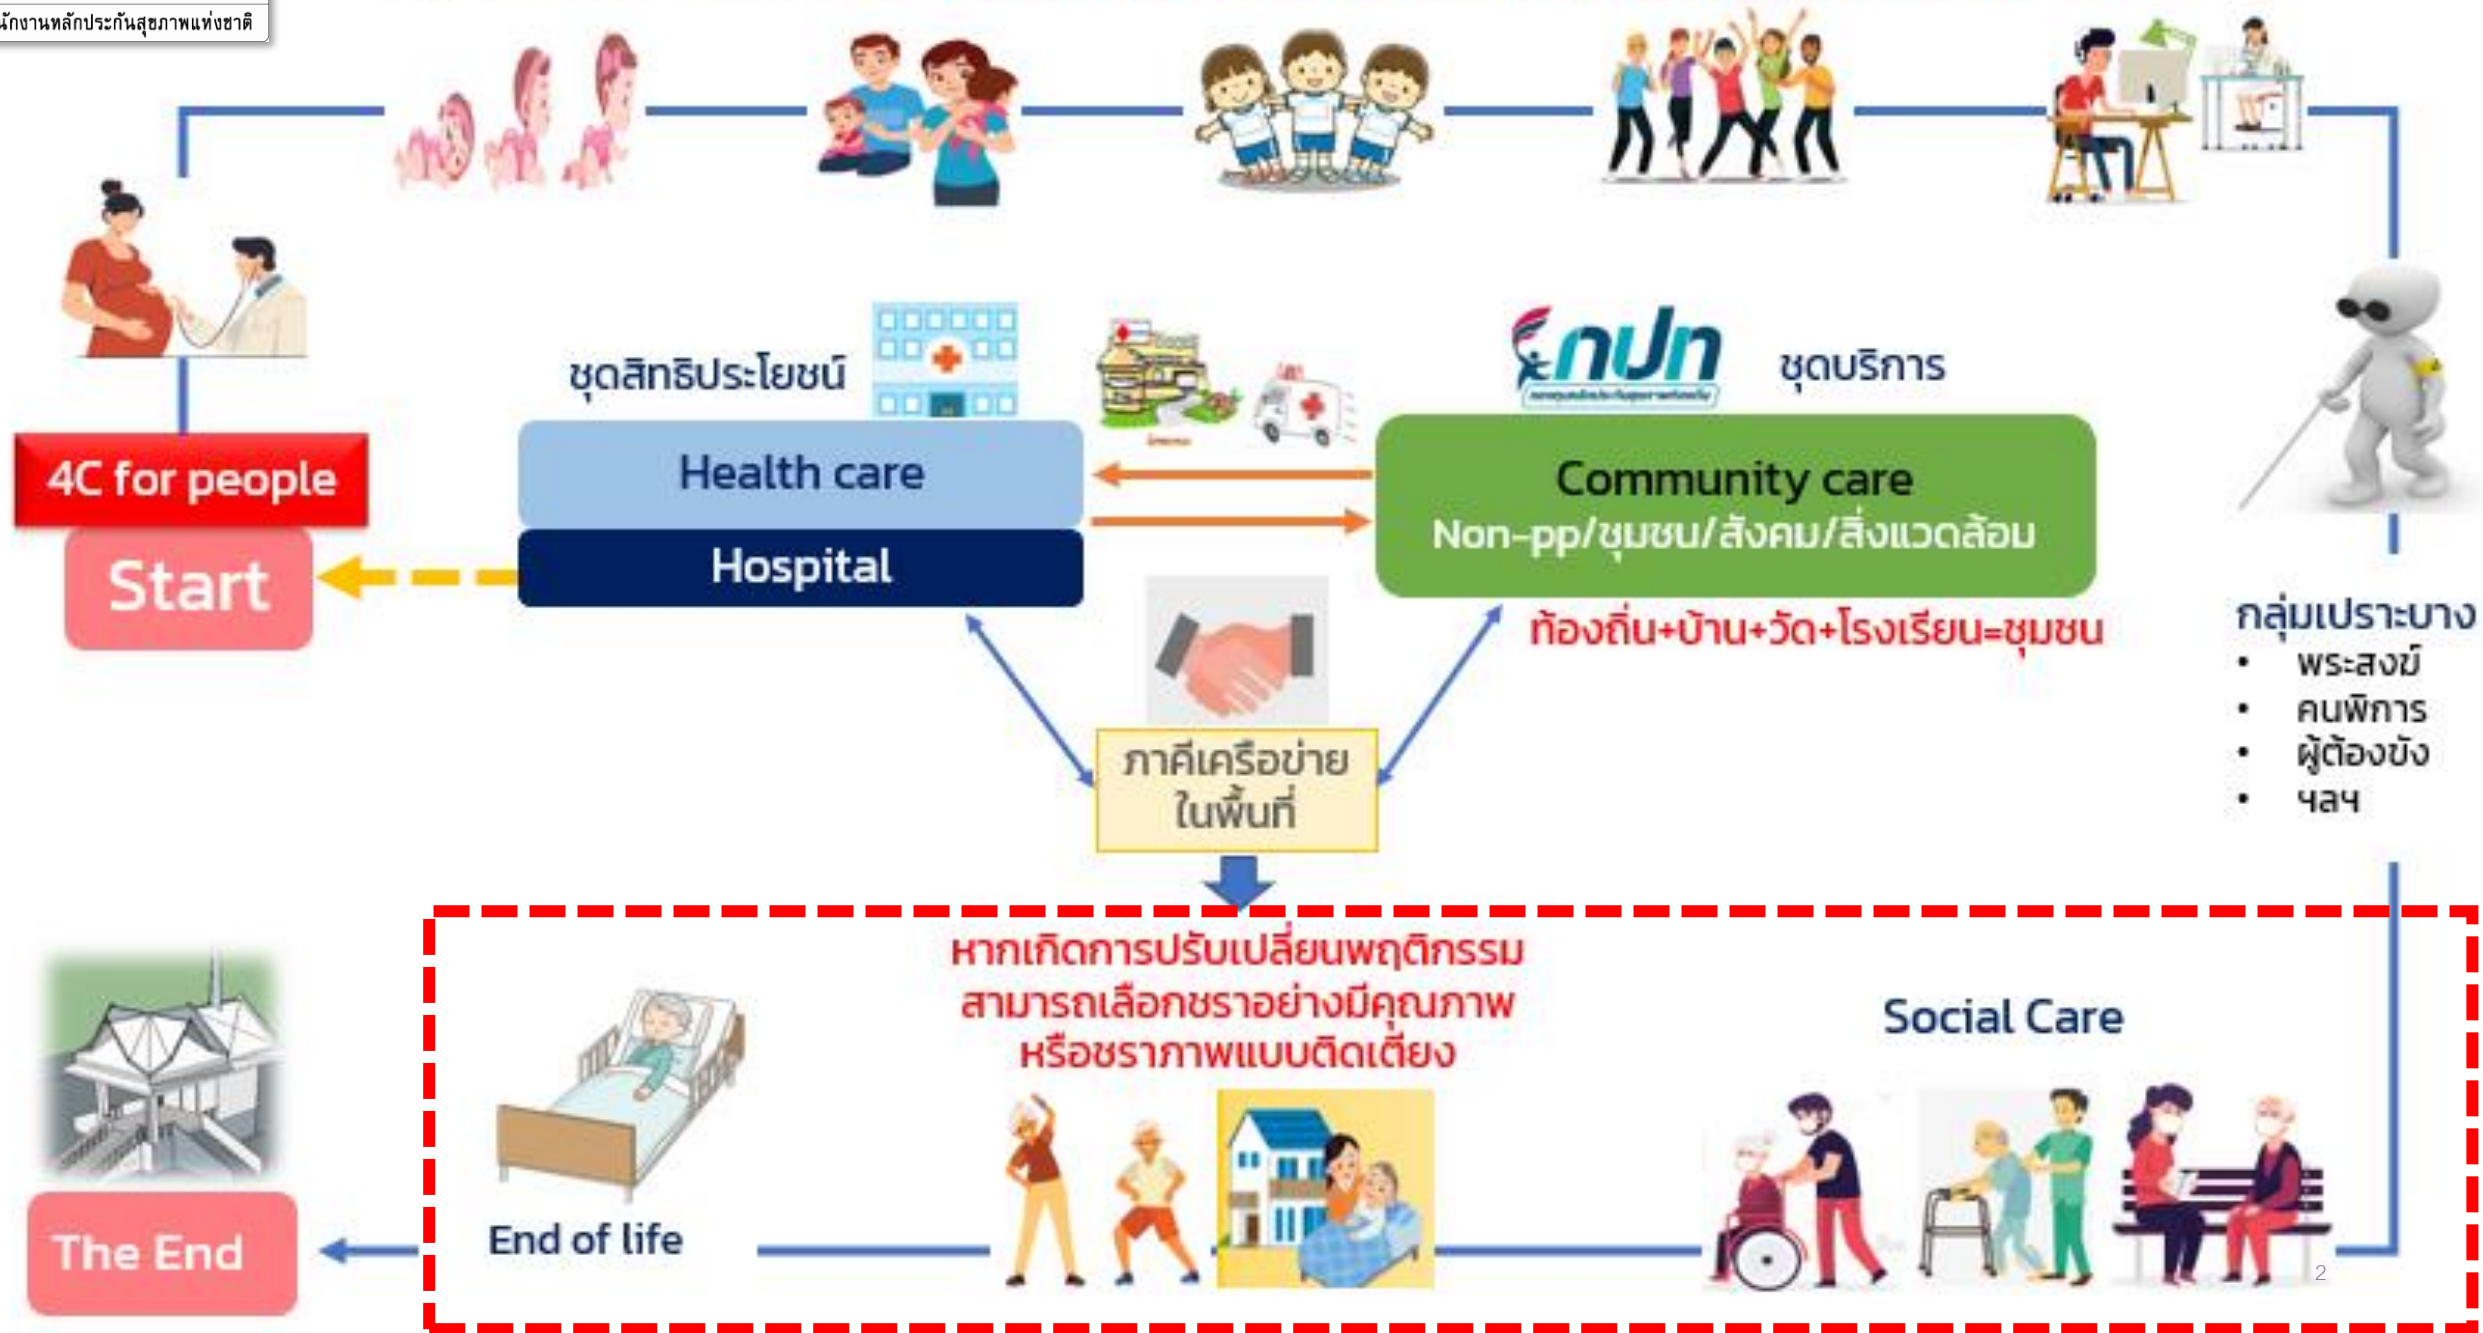 นักงานหลักประกันสุขภาพแห่งชาติ
ชุดสิทธิประโยชน์
กปท
ชุดบริการ
4C for people
Start
Health care
Hospital
Community care
Non-pp/ชุมชน/สังคม/สิ่งแวดล้อม
ท้องถิ่น+บ้าน+วัด+โรงเรียน=ชุมชน
กลุ่มเปราะบาง
• พระสงฆ์
• คนพิการ
• ผู้ต้องขัง
• ฯลฯ
ภาคีเครือข่าย
ในพื้นที่
หากเกิดการปรับเปลี่ยนพฤติกรรม
สามารถเลือกชราอย่างมีคุณภาพ
หรือชราภาพแบบติดเตียง
Social Care
End of life
The End
2